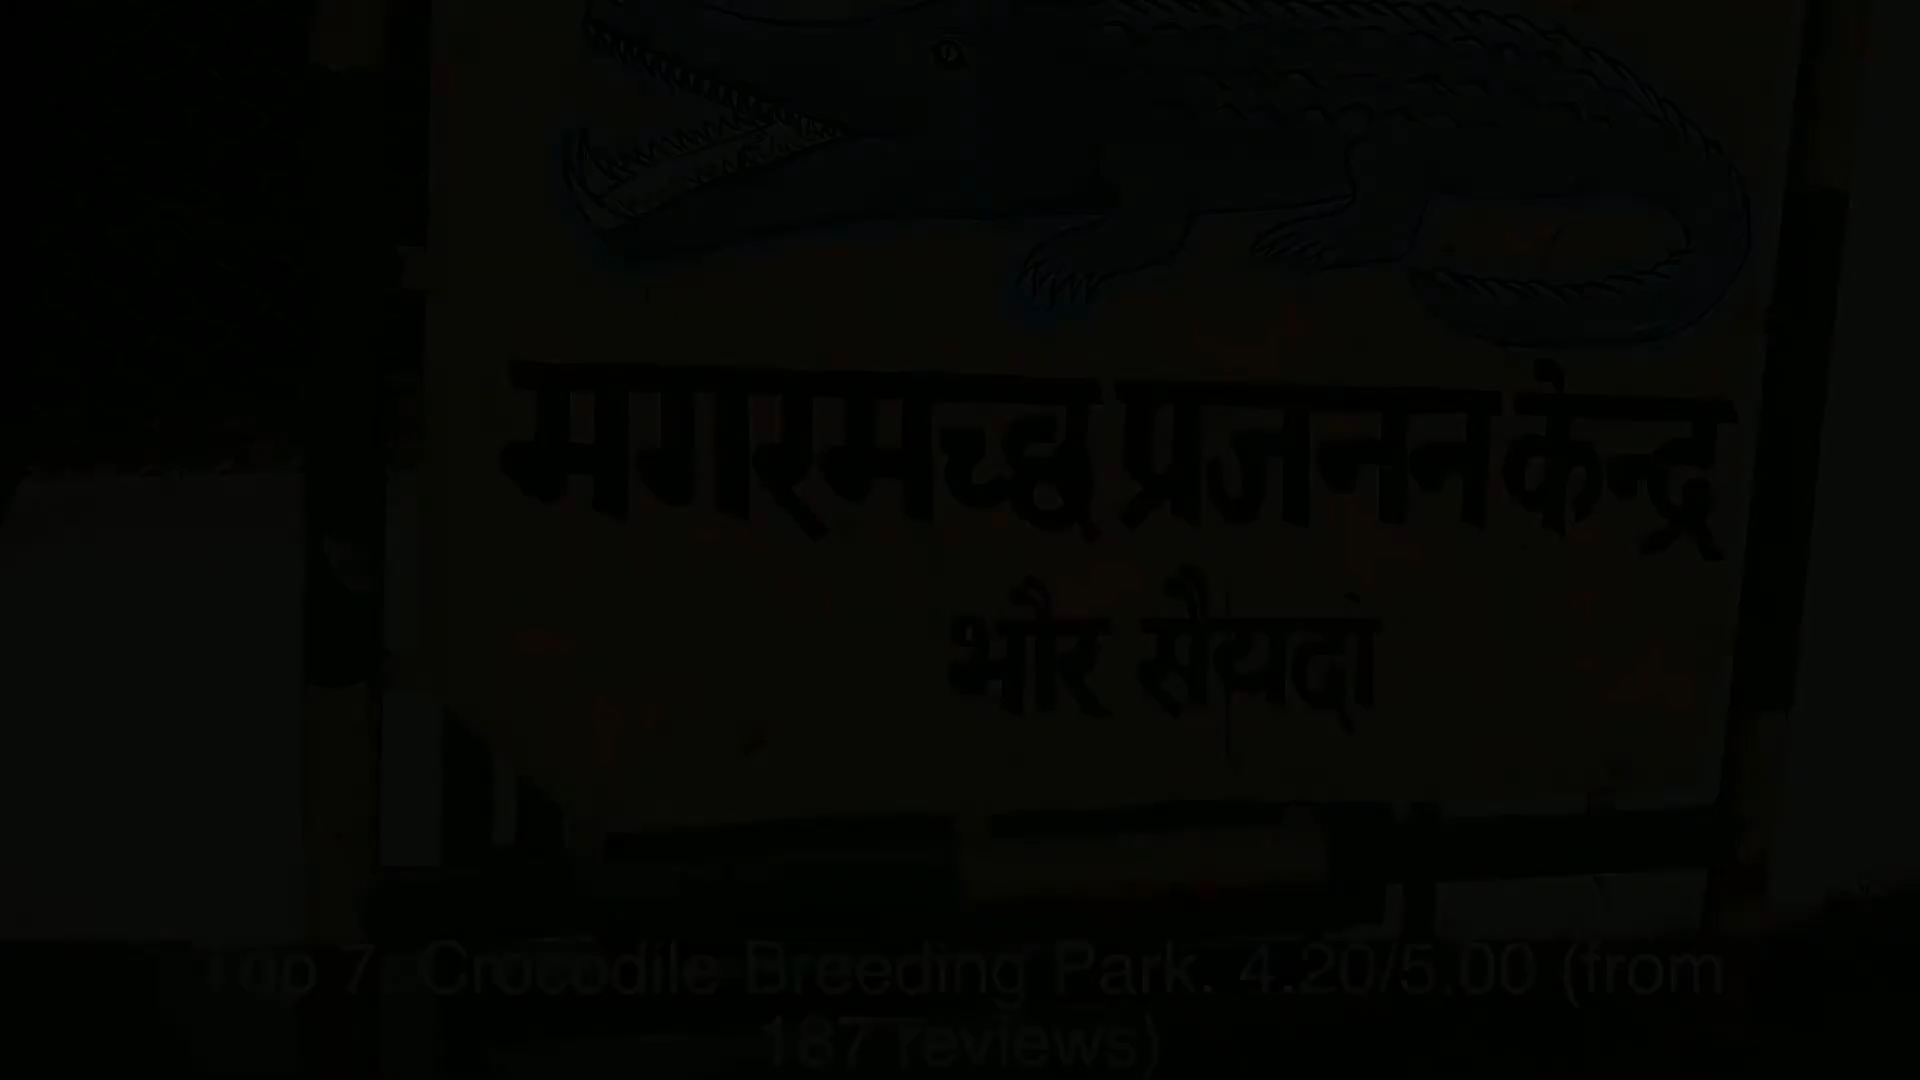 मगरमच्छ प्रजनन केन्द्र
भौर सैयदां
Top 7. Crocodile Breeding Park. 4.20/5.00 (from
187 reviews)